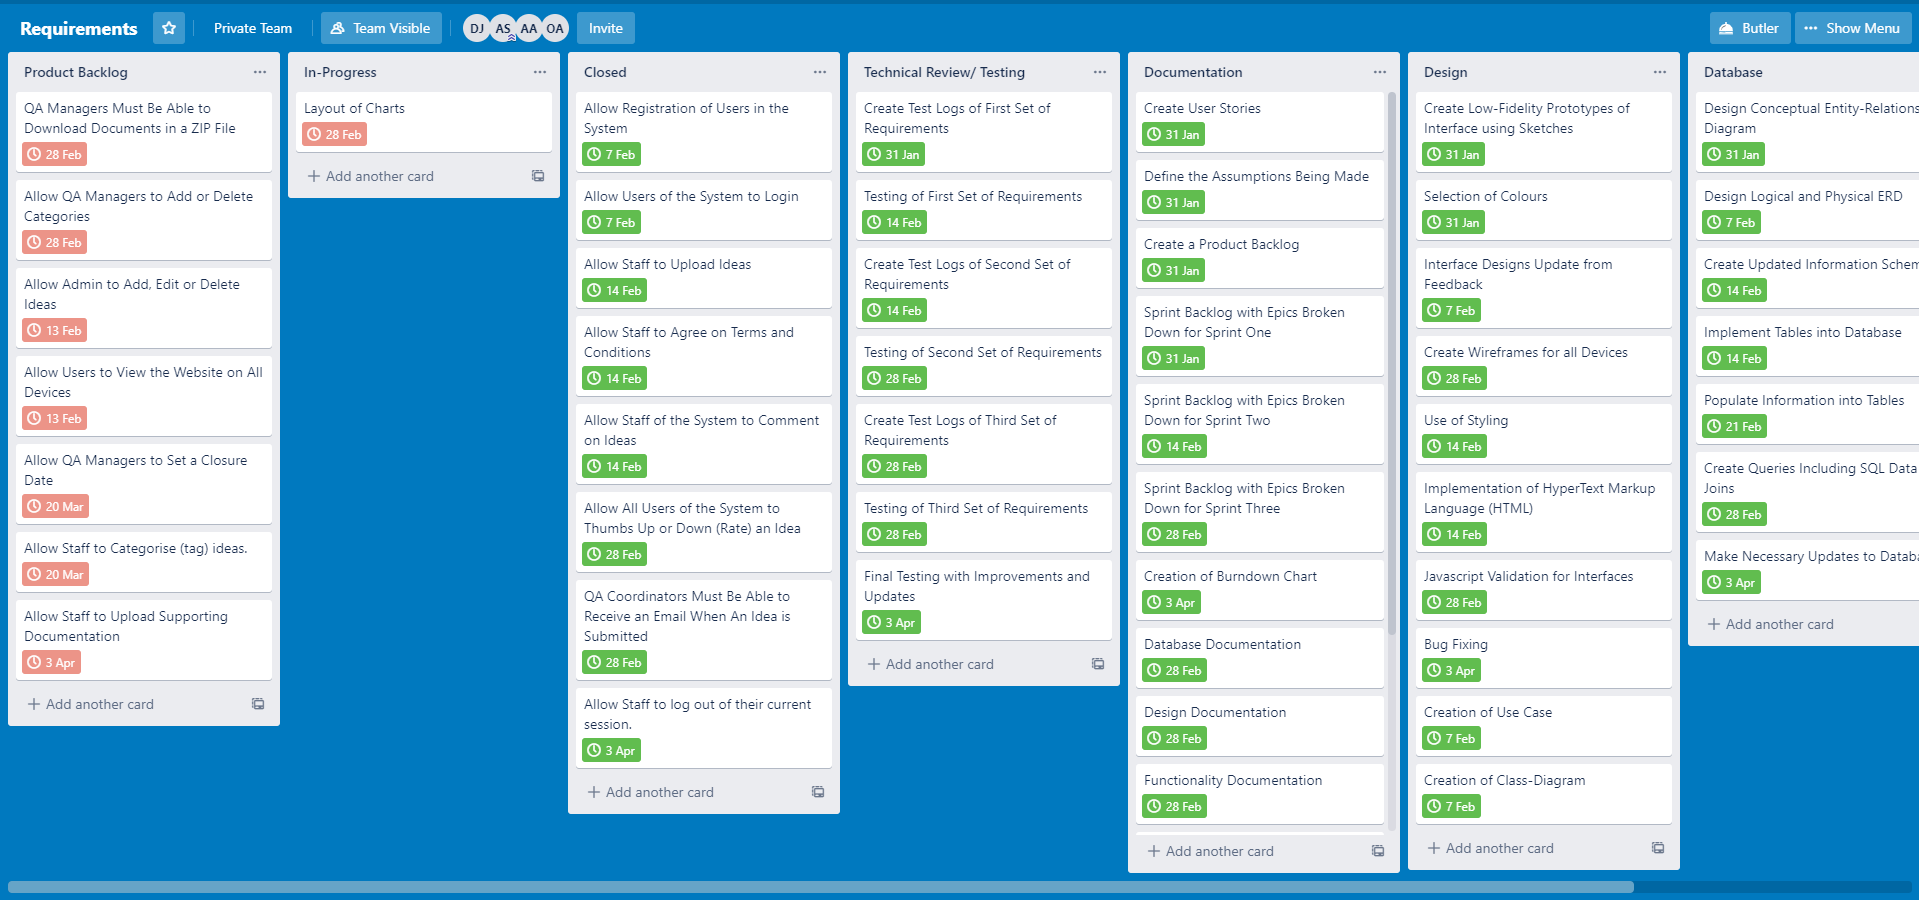 Requirements
Private Team
Team Visible
DJ
AS
AA
OA
Invite
Butler
Show Menu
Product Backlog
QA Managers Must Be Able to
Download Documents in a ZIP File
28 Feb
Allow QA Managers to Add or Delete
Categories
28 Feb
Allow Admin to Add, Edit or Delete
Ideas
13 Feb
Allow Users to View the Website on All
Devices
13 Feb
Allow QA Managers to Set a Closure
Date
20 Mar
Allow Staff to Categorise (tag) ideas.
20 Mar
Allow Staff to Upload Supporting
Documentation
3 Apr
Add another card
In-Progress
Layout of Charts
28 Feb
Add another card
Closed
Allow Registration of Users in the
System
7 Feb
Allow Users of the System to Login
7 Feb
Allow Staff to Upload Ideas
14 Feb
Allow Staff to Agree on Terms and
Conditions
14 Feb
Allow Staff of the System to Comment
on Ideas
14 Feb
Allow All Users of the System to
Thumbs Up or Down (Rate) an Idea
28 Feb
QA Coordinators Must Be Able to
Receive an Email When An Idea is
Submitted
28 Feb
Allow Staff to log out of their current
session.
3 Apr
Add another card
Technical Review/ Testing
Create Test Logs of First Set of
Requirements
31 Jan
Testing of First Set of Requirements
14 Feb
Create Test Logs of Second Set of
Requirements
14 Feb
Testing of Second Set of Requirements
28 Feb
Create Test Logs of Third Set of
Requirements
28 Feb
Testing of Third Set of Requirements
28 Feb
Final Testing with Improvements and
Updates
3 Apr
Add another card
Documentation
Create User Stories
31 Jan
Define the Assumptions Being Made
31 Jan
Create a Product Backlog
31 Jan
Sprint Backlog with Epics Broken
Down for Sprint One
31 Jan
Sprint Backlog with Epics Broken
Down for Sprint Two
14 Feb
Sprint Backlog with Epics Broken
Down for Sprint Three
28 Feb
Creation of Burndown Chart
3 Apr
Database Documentation
28 Feb
Design Documentation
28 Feb
Functionality Documentation
28 Feb
Add another card
Design
Create Low-Fidelity Prototypes of
Interface using Sketches
31 Jan
Selection of Colours
31 Jan
Interface Designs Update from
Feedback
7 Feb
Create Wireframes for all Devices
28 Feb
Use of Styling
14 Feb
Implementation of HyperText Markup
Language (HTML)
14 Feb
Javascript Validation for Interfaces
28 Feb
Bug Fixing
3 Apr
Creation of Use Case
7 Feb
Creation of Class-Diagram
7 Feb
Add another card
Database
Design Conceptual Entity-Relations
Diagram
31 Jan
Design Logical and Physical ERD
7 Feb
Create Updated Information Schem
14 Feb
Implement Tables into Database
14 Feb
Populate Information into Tables
21 Feb
Create Queries Including SQL Data
Joins
28 Feb
Make Necessary Updates to Databa
3 Apr
Add another card